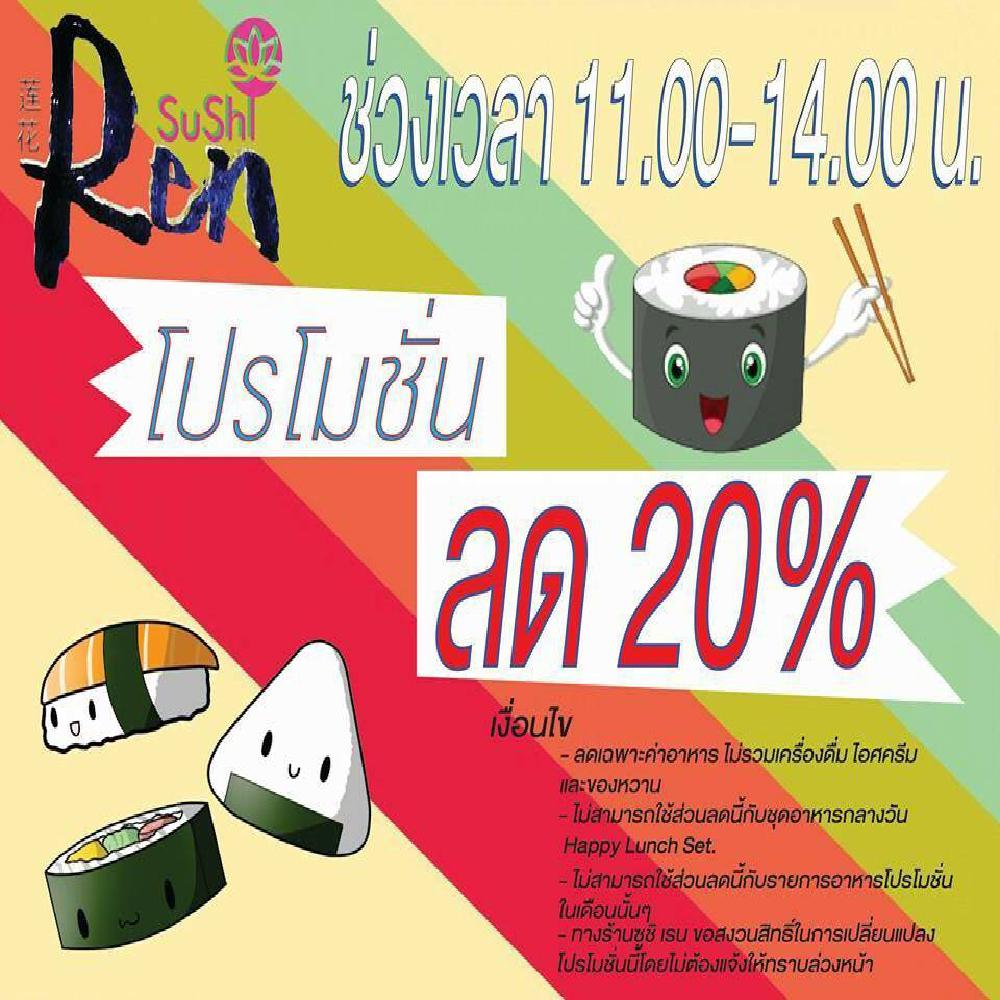 莲花
SuShi
Ren
ช่วงเวลา 11.00-14.00 น.
โปรโมชั่น
ลด 20%
เงื่อนไข
- ลดเฉพาะค่าอาหาร ไม่รวมเครื่องดื่ม ไอศครีม
และของหวาน
- ไม่สามารถใช้ส่วนลดนี้กับชุดอาหารกลางวัน
Happy Lunch Set.
- ไม่สามารถใช้ส่วนลดนี้กับรายการอาหารโปรโมชั่น
ในเดือนนั้นๆ
- ทางร้านซูชิ เรน ขอสงวนสิทธิ์ในการเปลี่ยนแปลง
โปรโมชั่นนี้โดยไม่ต้องแจ้งให้ทราบล่วงหน้า